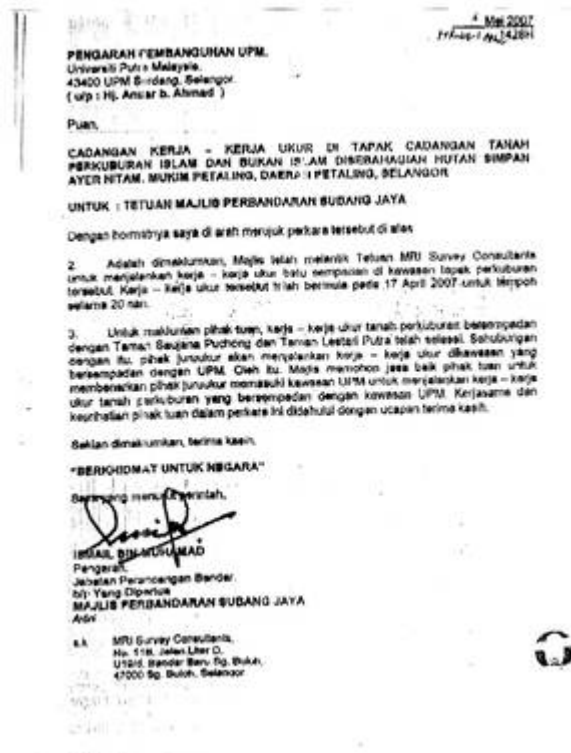 4 Mei 2007
1428H
PENGARAH PEMBANGUNAN UPM,
Universiti Putra Malaysia,
43400 UPM Serdang, Selangor.
( u/p : Hj. Anuar b. Ahmad )
Puan,
CADANGAN KERJA – KERJA UKUR DI TAPAK CADANGAN TANAH
PERKUBURAN ISLAM DAN BUKAN ISLAM DISEBAHAGIAN HUTAN SIMPAN
AYER HITAM, MUKIM PETALING, DAERAH PETALING, SELANGOR
UNTUK : TETUAN MAJLIS PERBANDARAN SUBANG JAYA
Dengan hormatnya saya di arah merujuk perkara tersebut di atas
2. Adalah dimaklumkan, Majlis telah melantik Tetuan MRI Survey Consultants
untuk menjalankan kerja – kerja ukur batu sempadan di kawasan tapak perkuburan
tersebut. Kerja – kerja ukur tersebut telah bermula pada 17 April 2007 untuk tempoh
selama 20 hari.
3. Untuk makluman pihak tuan, kerja – kerja ukur tanah perkuburan bersempadan
dengan Taman Saujana Puchong dan Taman Lestari Putra telah selesai. Sehubungan
dengan itu, pihak juruukur akan menjalankan kerja – kerja ukur dikawasan yang
bersempadan dengan UPM. Oleh itu, Majlis memohon jasa baik pihak tuan untuk
membenarkan pihak juruukur memasuki kawasan UPM untuk menjalankan kerja – kerja
ukur tanah perkuburan yang bersempadan dengan kawasan UPM. Kerjasama dan
keprihatian pihak tuan dalam perkara ini didahului dengan ucapan terima kasih.
Sekian dimaklumkan, terima kasih.
"BERKHIDMAT UNTUK NEGARA"
Saya yang menurut perintah,
ISMAIL BIN MUHAMAD
Pengarah,
Jabatan Perancangan Bandar,
b/p Yang Dipertua
MAJLIS PERBANDARAN SUBANG JAYA
s.k MRI Survey Consultants,
No. 11B, Jalan Liter D,
U19/d, Bandar Baru Sg. Buloh,
47000 Sg. Buloh, Selangor